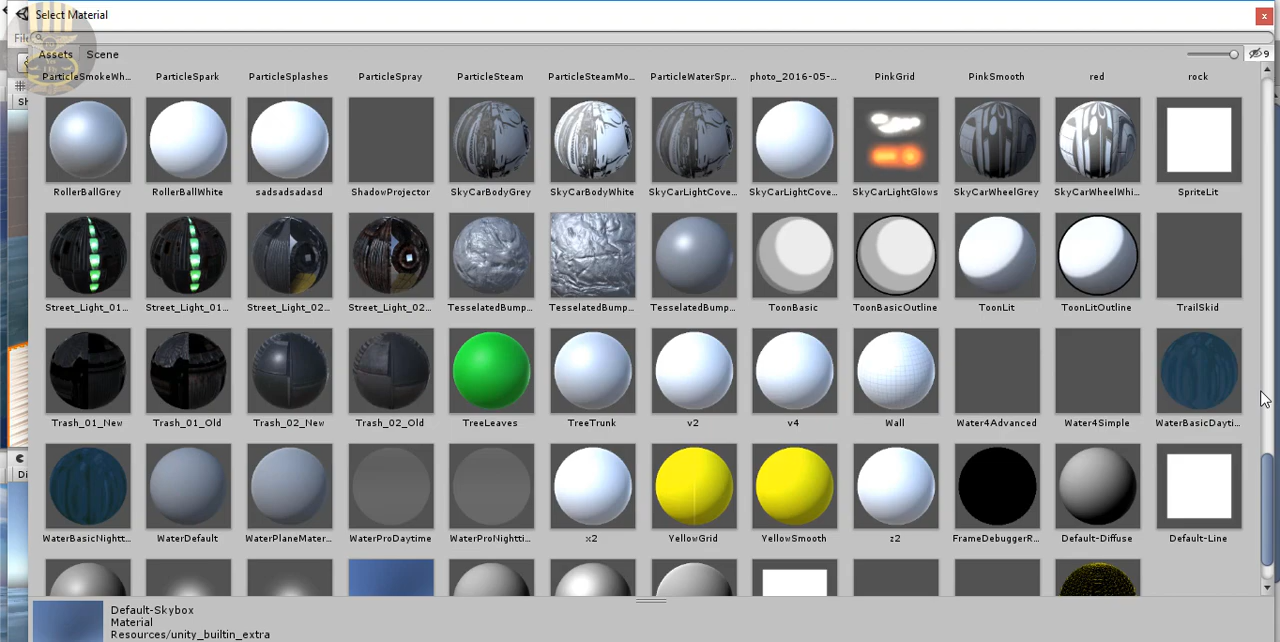 Select Material
File
Assets Scene 9
ParticleSmokeWh... ParticleSpark ParticleSplashes ParticleSpray ParticleSteam ParticleSteamMo... ParticleWaterSpr... photo_2016-05-... PinkGrid PinkSmooth red rock
RollerBallGrey RollerBallWhite sadsadsadasd ShadowProjector SkyCarBodyGrey SkyCarBodyWhite SkyCarLightCove... SkyCarLightCove... SkyCarLightGlows SkyCarWheelGrey SkyCarWheelWhi... SpriteLit
Street_Light_01... Street_Light_01... Street_Light_02... Street_Light_02... TesselatedBump... TesselatedBump... TesselatedBump... ToonBasic ToonBasicOutline ToonLit ToonLitOutline TrailSkid
Trash_01_New Trash_01_Old Trash_02_New Trash_02_Old TreeLeaves TreeTrunk v2 v4 Wall Water4Advanced Water4Simple WaterBasicDayti...
WaterBasicNightt... WaterDefault WaterPlaneMater... WaterProDaytime WaterProNightti... x2 YellowGrid YellowSmooth z2 FrameDebuggerR... Default-Diffuse Default-Line
Default-Skybox
Material
Resources/unity_builtin_extra